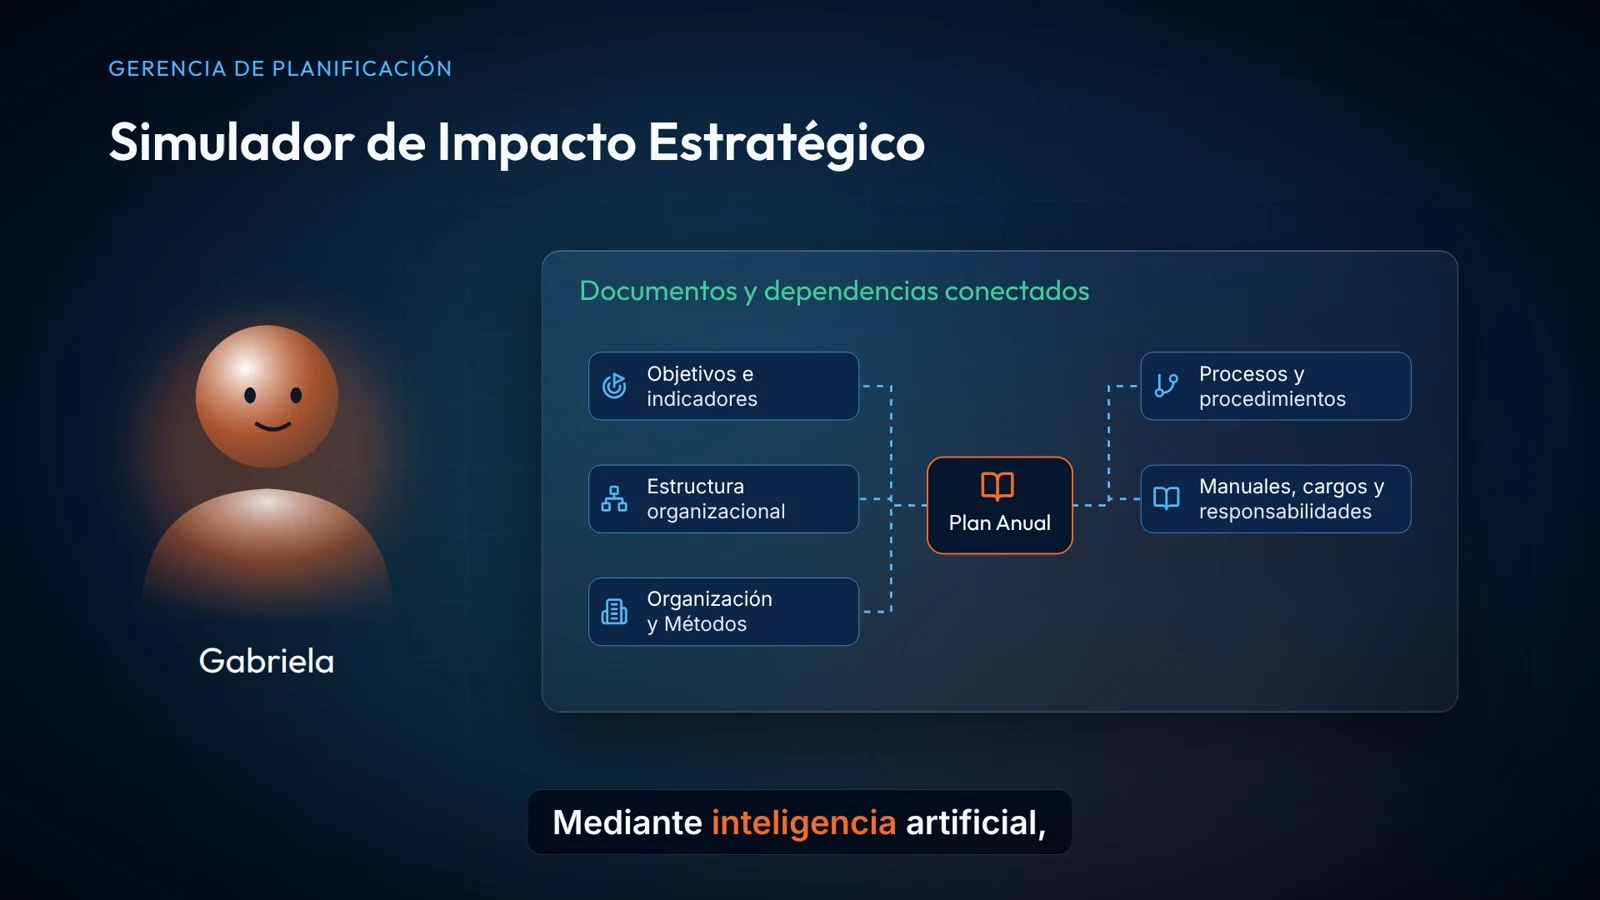 GERENCIA DE PLANIFICACIÓN
Simulador de Impacto Estratégico
Documentos y dependencias conectados
Objetivos e
indicadores
Estructura
organizacional
Organización
y Métodos
Plan Anual
Procesos y
procedimientos
Manuales, cargos y
responsabilidades
Gabriela
Mediante inteligencia artificial,